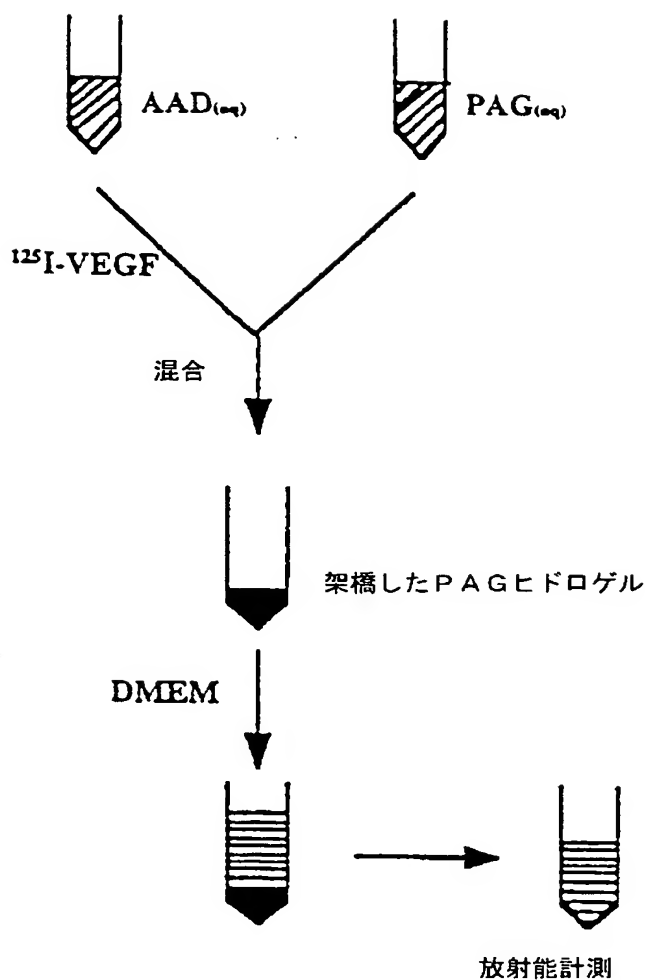 AAD(aq)
PAG(aq)
¹²⁵I-VEGF
混合
架橋したPAGヒドロゲル
DMEM
放射能計測